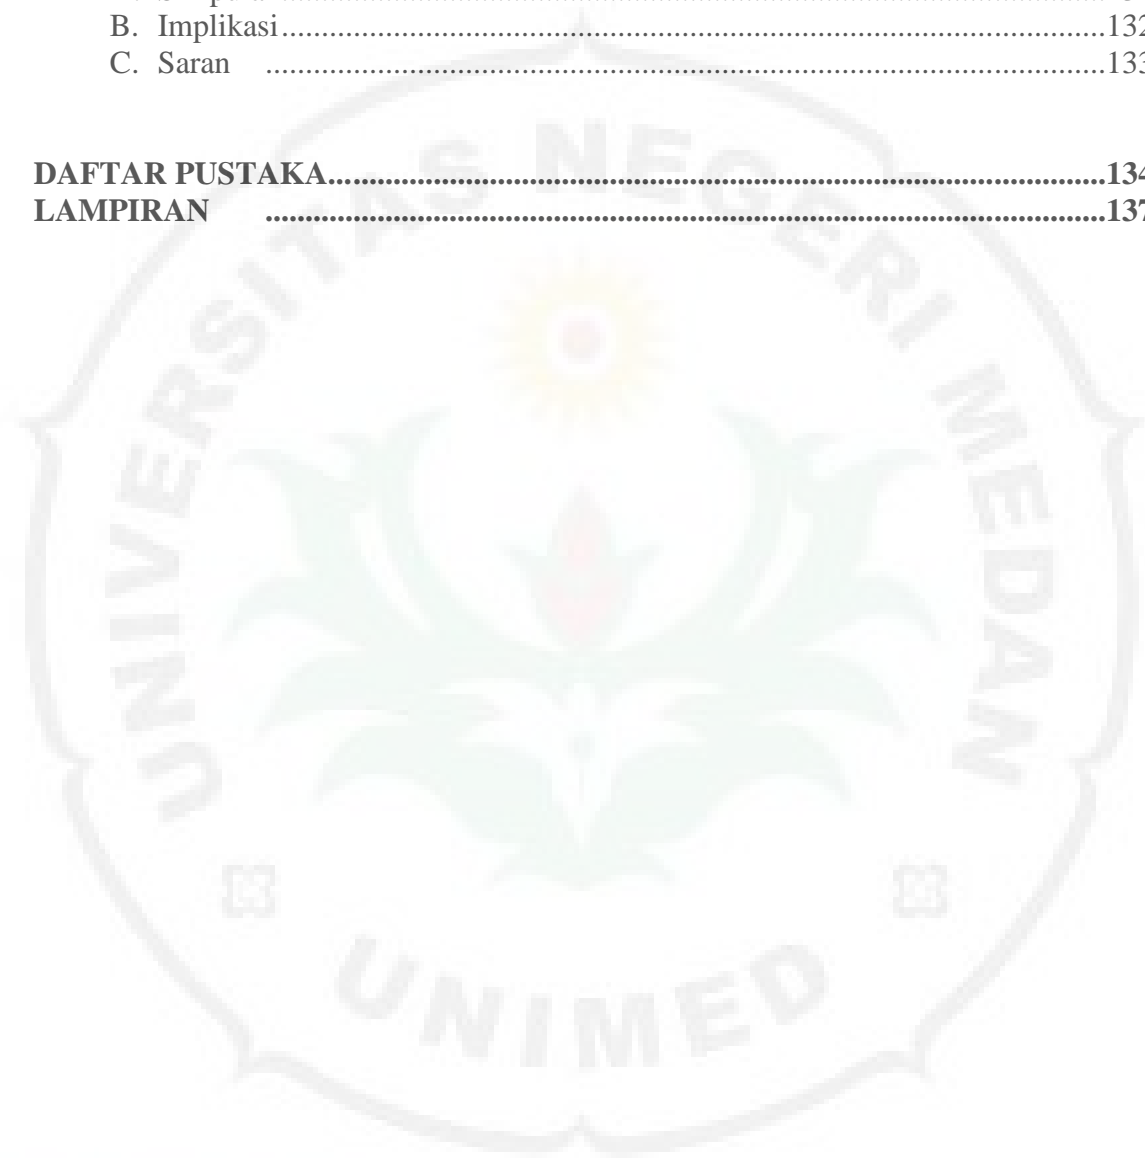 B. Implikasi....................................................................................132
C. Saran ......................................................................................133
DAFTAR PUSTAKA...............................................................................134
LAMPIRAN .....................................................................................137
UNIVERSITAS NEGERI MEDAN
UNIMED